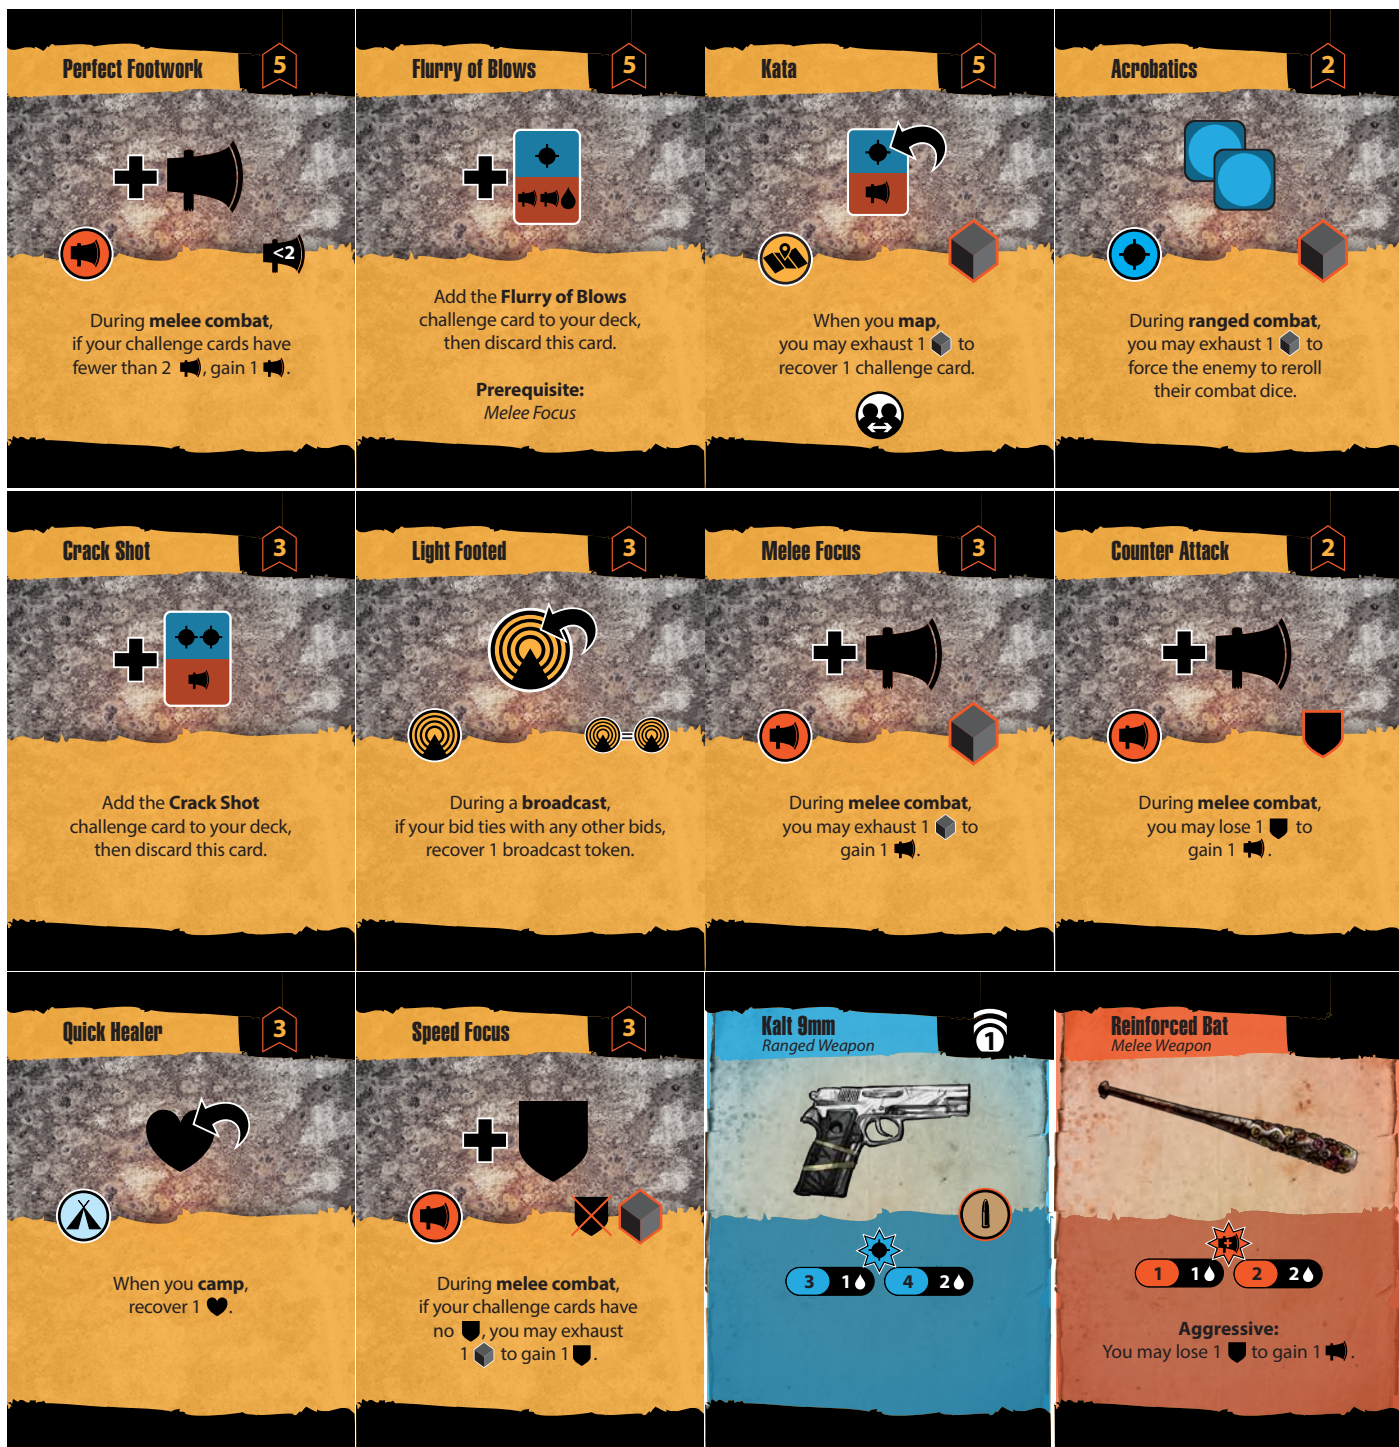 Perfect Footwork
5
<2
During melee combat,
if your challenge cards have
fewer than 2 , gain 1 .
Flurry of Blows
5
Add the Flurry of Blows
challenge card to your deck,
then discard this card.
Prerequisite:
Melee Focus
Kata
5
When you map,
you may exhaust 1 to
recover 1 challenge card.
Acrobatics
2
During ranged combat,
you may exhaust 1 to
force the enemy to reroll
their combat dice.
Crack Shot
3
Add the Crack Shot
challenge card to your deck,
then discard this card.
Light Footed
3
=
During a broadcast,
if your bid ties with any other bids,
recover 1 broadcast token.
Melee Focus
3
During melee combat,
you may exhaust 1 to
gain 1 .
Counter Attack
2
During melee combat,
you may lose 1 to
gain 1 .
Quick Healer
3
When you camp,
recover 1 .
Speed Focus
3
During melee combat,
if your challenge cards have
no , you may exhaust
1 to gain 1 .
Kalt 9mm
Ranged Weapon
1
3 1 4 2
Reinforced Bat
Melee Weapon
1 1 2 2
Aggressive:
You may lose 1 to gain 1 .